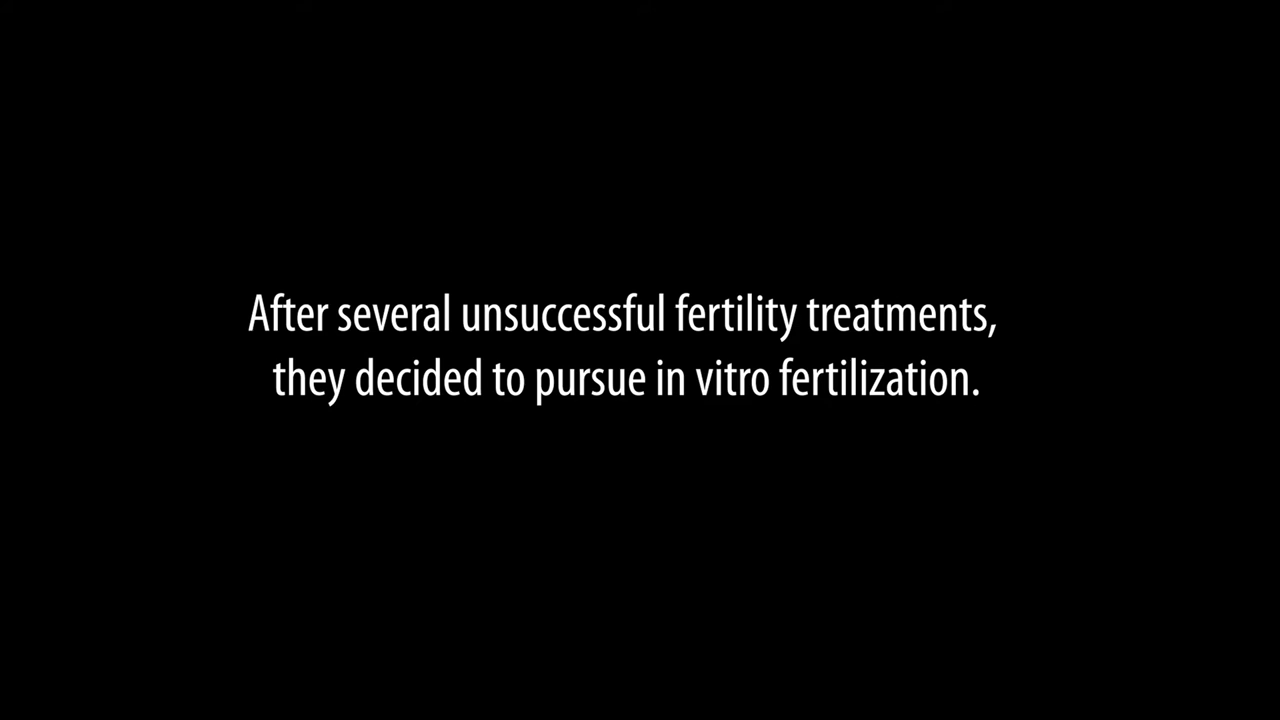 After several unsuccessful fertility treatments,
they decided to pursue in vitro fertilization.